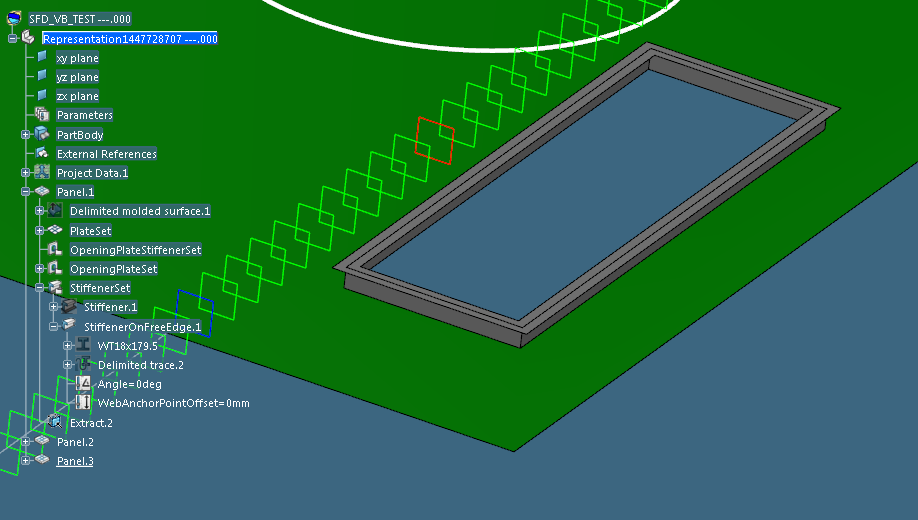 SFD_VB_TEST ---.000
Representation1447728707 ---.000
xy plane
yz plane
zx plane
Parameters
PartBody
External References
Project Data.1
Panel.1
Delimited molded surface.1
PlateSet
OpeningPlateStiffenerSet
OpeningPlateSet
StiffenerSet
Stiffener.1
StiffenerOnFreeEdge.1
WT18x179.5
Delimited trace.2
Angle=0deg
WebAnchorPointOffset=0mm
Extract.2
Panel.2
Panel.3